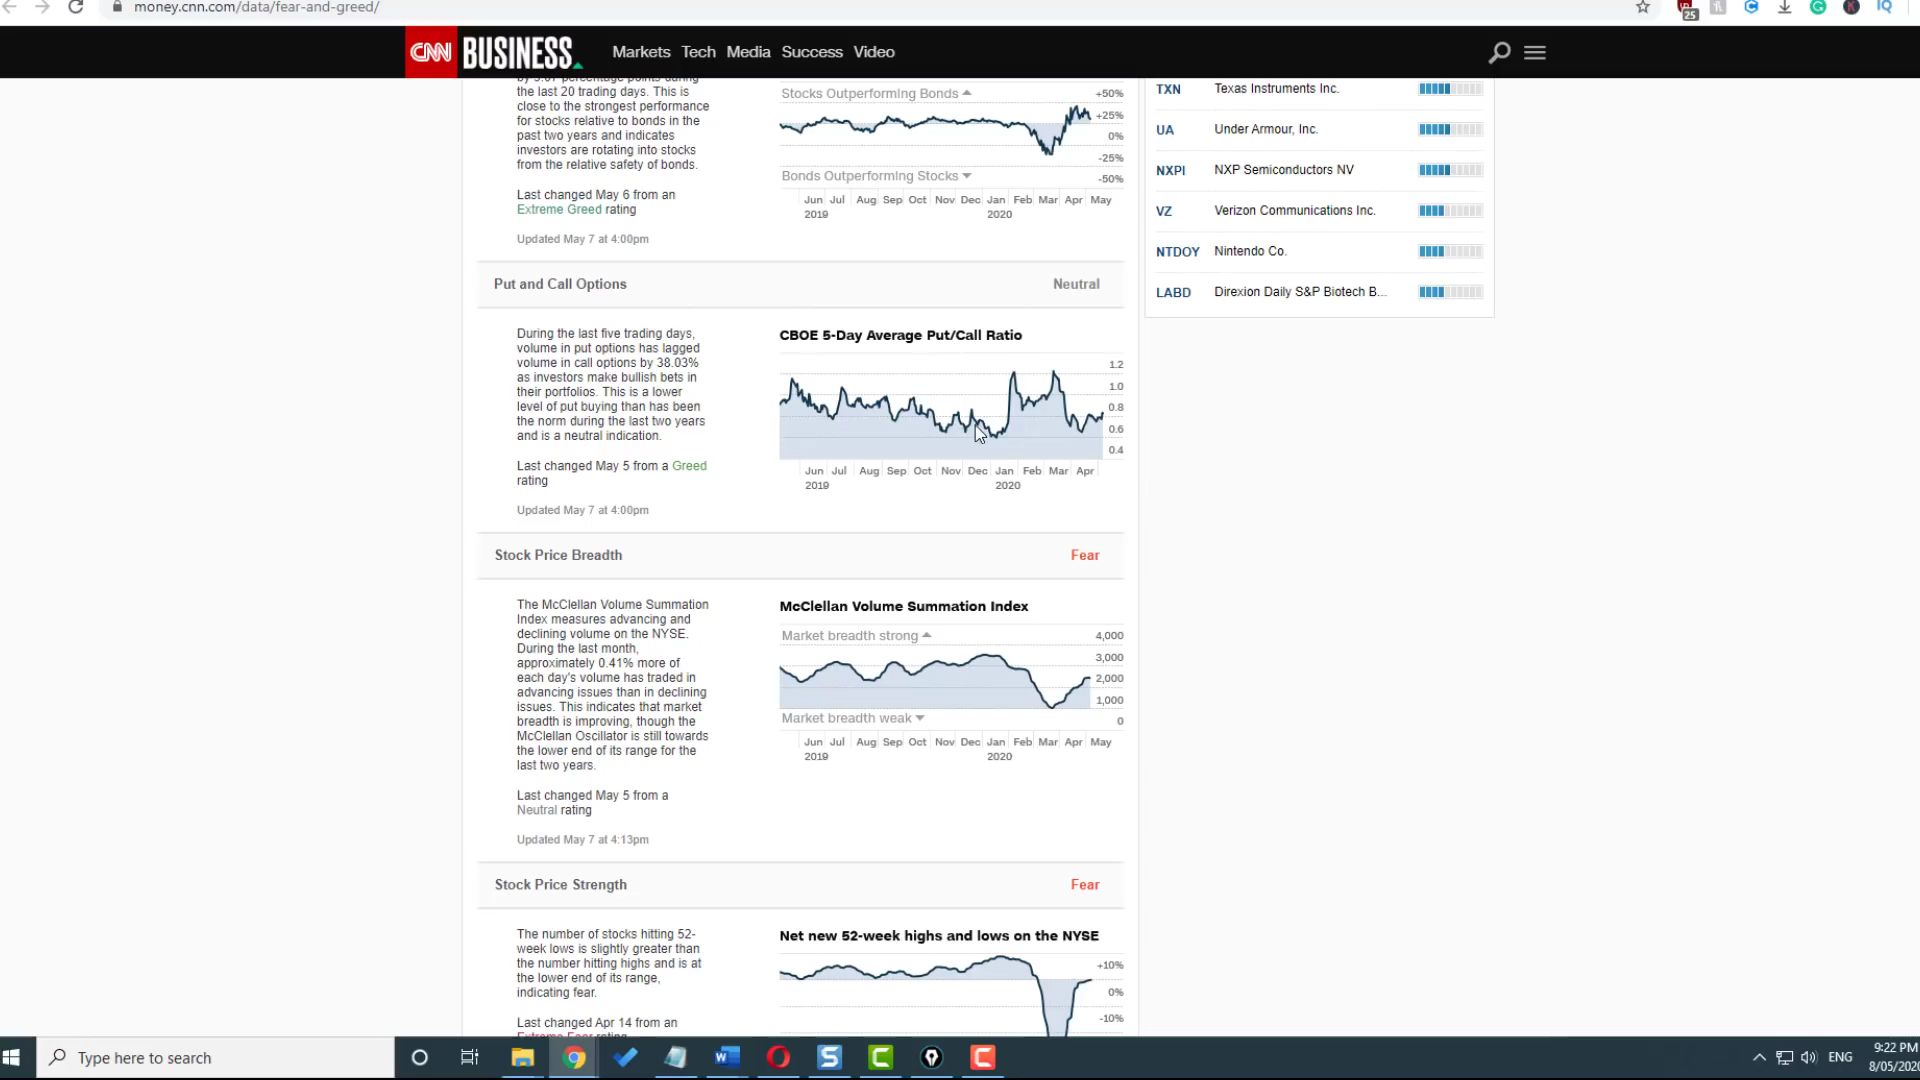 money.cnn.com/data/fear-and-greed/
25
IQ
CNN BUSINESS
Markets Tech Media Success Video
the last 20 trading days. This is
close to the strongest performance
for stocks relative to bonds in the
past two years and indicates
investors are rotating into stocks
from the relative safety of bonds.
Last changed May 6 from an
Extreme Greed rating
Updated May 7 at 4:00pm
Stocks Outperforming Bonds
+50%
+25%
0%
-25%
Bonds Outperforming Stocks
-50%
Jun Jul Aug Sep Oct Nov Dec Jan Feb Mar Apr May
2019 2020
TXN Texas Instruments Inc.
UA Under Armour, Inc.
NXPI NXP Semiconductors NV
VZ Verizon Communications Inc.
NTDOY Nintendo Co.
LABD Direxion Daily S&P Biotech B...
Put and Call Options Neutral
During the last five trading days,
volume in put options has lagged
volume in call options by 38.03%
as investors make bullish bets in
their portfolios. This is a lower
level of put buying than has been
the norm during the last two years
and is a neutral indication.
Last changed May 5 from a Greed
rating
Updated May 7 at 4:00pm
CBOE 5-Day Average Put/Call Ratio
1.2
1.0
0.8
0.6
0.4
Jun Jul Aug Sep Oct Nov Dec Jan Feb Mar Apr
2019 2020
Stock Price Breadth Fear
The McClellan Volume Summation
Index measures advancing and
declining volume on the NYSE.
During the last month,
approximately 0.41% more of
each day's volume has traded in
advancing issues than in declining
issues. This indicates that market
breadth is improving, though the
McClellan Oscillator is still towards
the lower end of its range for the
last two years.
Last changed May 5 from a
Neutral rating
Updated May 7 at 4:13pm
McClellan Volume Summation Index
Market breadth strong
4,000
3,000
2,000
1,000
Market breadth weak
0
Jun Jul Aug Sep Oct Nov Dec Jan Feb Mar Apr May
2019 2020
Stock Price Strength Fear
The number of stocks hitting 52-
week lows is slightly greater than
the number hitting highs and is at
the lower end of its range,
indicating fear.
Last changed Apr 14 from an
Extreme Fear rating
Net new 52-week highs and lows on the NYSE
+10%
0%
-10%
Type here to search
ENG
9:22 PM